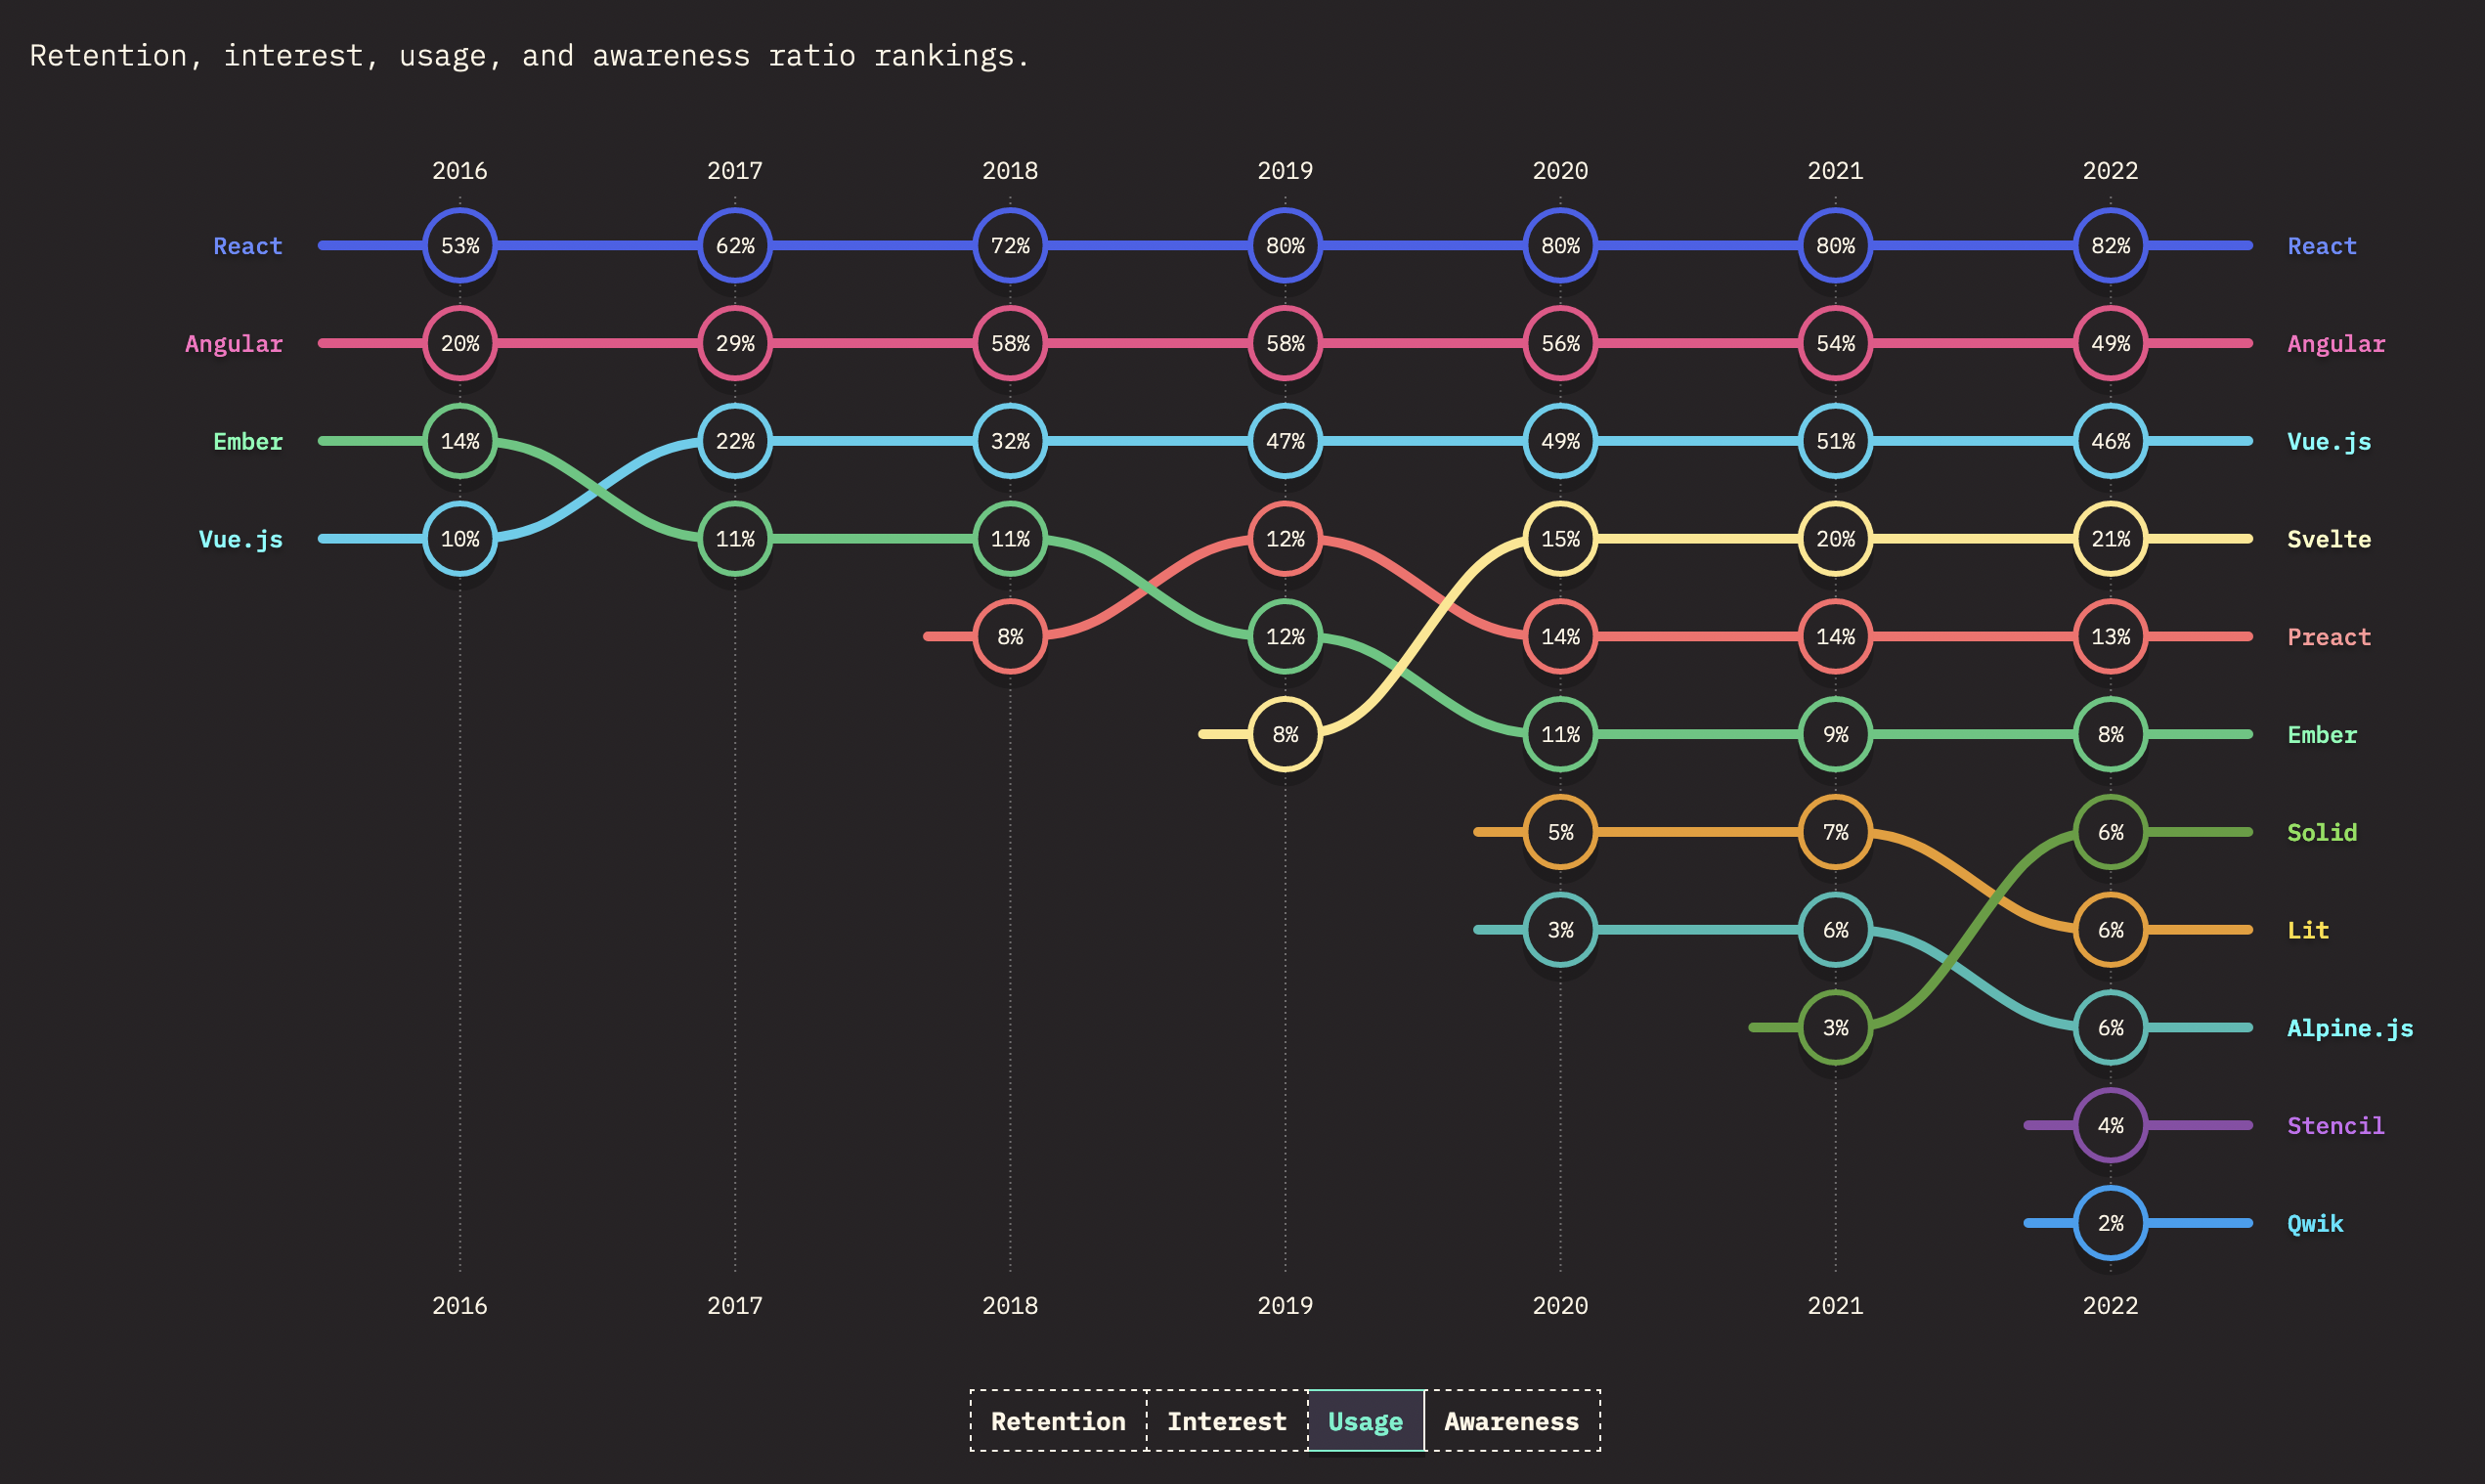 Retention, interest, usage, and awareness ratio rankings.
2016 2017 2018 2019 2020 2021 2022
React 53% 62% 72% 80% 80% 80% 82% React
Angular 20% 29% 58% 58% 56% 54% 49% Angular
Ember 14% 22% 32% 47% 49% 51% 46% Vue.js
Vue.js 10% 11% 11% 12% 15% 20% 21% Svelte
8% 12% 14% 14% 13% Preact
8% 11% 9% 8% Ember
5% 7% 6% Solid
3% 6% 6% Lit
3% 6% Alpine.js
4% Stencil
2% Qwik
2016 2017 2018 2019 2020 2021 2022
Retention Interest Usage Awareness